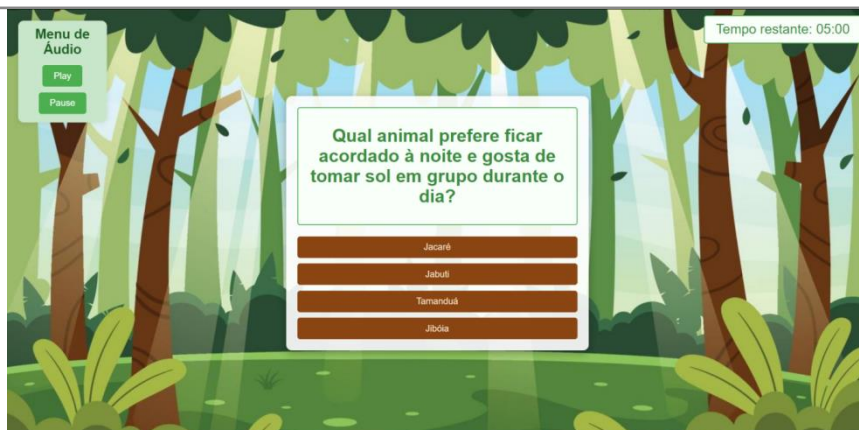 Menu de
Áudio
Play
Pause
Tempo restante: 05:00
Qual animal prefere ficar
acordado à noite e gosta de
tomar sol em grupo durante o
dia?
Jacaré
Jabuti
Tamanduá
Jibóia